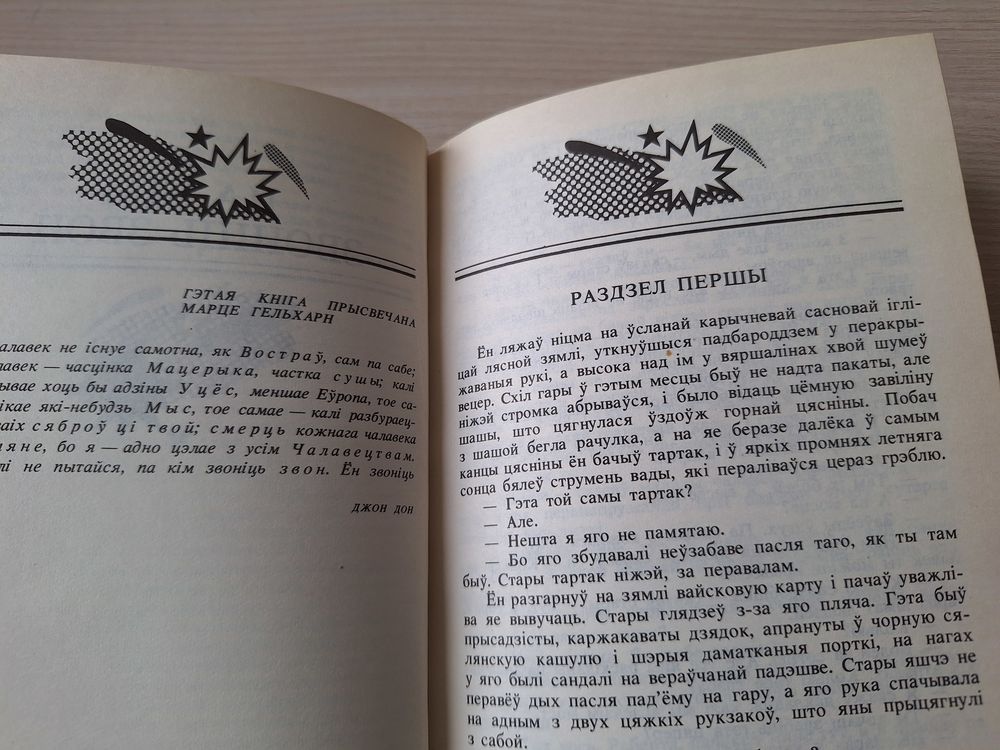 ГЭТАЯ КНІГА ПРЫСВЕЧАНА
МАРЦЕ ГЕЛЬХАРН
не існуе самотна, як Востраў, сам па сабе;
— часцінка Мацерыка, частка сушы; калі
хоць бы адзіны Уцёс, меншае Еўропа, тое са-
які-небудзь Мыс, тое самае — калі разбураец-
сяброў ці твой; смерць кожнага чалавека
бо я — адно цэлае з усім Чалавецтвам.
не пытайся, па кім звоніць звон. Ён звоніць
ДЖОН ДОН
РАЗДЗЕЛ ПЕРШЫ
Ён ляжаў ніцма на ўсланай карычневай сасновай ігліцай
цай лясной зямлі, уткнуўшыся падбароддзем у перакры-
жаваныя рукі, а высока над ім у вяршалінах хвой шумеў
вецер. Схіл гары ў гэтым месцы быў не надта пакаты, але
ніжэй стромка абрываўся, і было відаць цёмную завіліну
шашы, што цягнулася ўздоўж горнай цясніны. Побач
з шашой бегла рачулка, а на яе беразе далёка ў самым
канцы цясніны ён бачыў тартак, і ў яркіх промнях летняга
сонца бялеў струмень вады, які пераліваўся цераз грэблю.
— Гэта той самы тартак?
— Але.
— Нешта я яго не памятаю.
— Бо яго збудавалі неўзабаве пасля таго, як ты там
быў. Стары тартак ніжэй, за перавалам.
Ён разгарнуў на зямлі вайсковую карту і пачаў уважлі-
ва яе вывучаць. Стары глядзеў з-за яго пляча. Гэта быў
прысадзісты, каржакаваты дзядок, апрануты ў чорную ся-
лянскую кашулю і шэрыя даматканыя порткі, на нагах
у яго былі сандалі на вераўчанай падэшве. Стары яшчэ не
перавёў дых пасля пад'ёму на гару, а яго рука спачывала
на адным з двух цяжкіх рукзакоў, што яны прыцягнулі
з сабой.